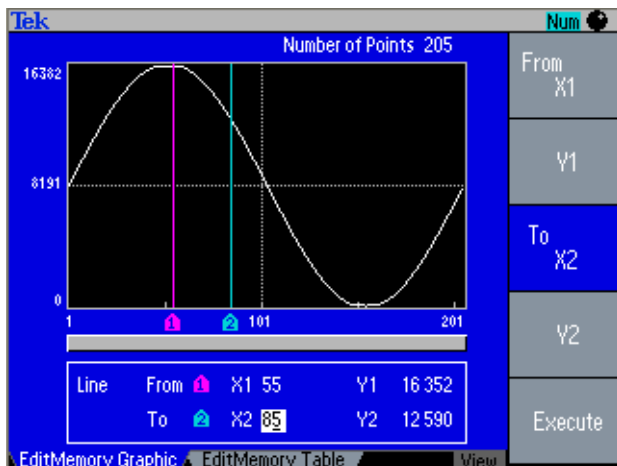 Tek
Num
Number of Points 205
16382
8191
0
1
1
2
101
201
Line From 1 X1 55 Y1 16 352
To 2 X2 85 Y2 12 590
EditMemory Graphic
EditMemory Table
View
From
X1
Y1
To
X2
Y2
Execute